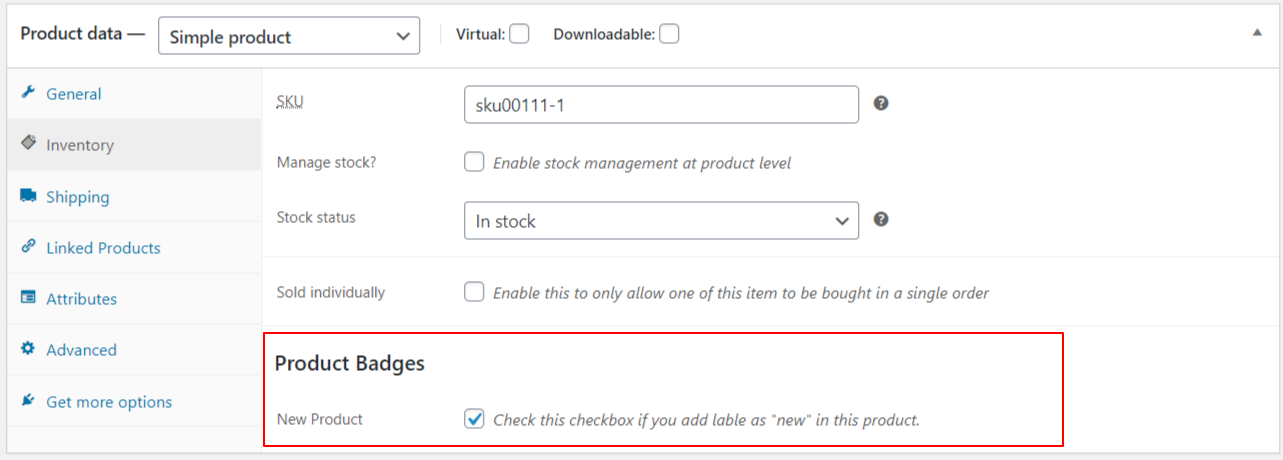 Product data — Simple product Virtual: Downloadable:
General
Inventory
Shipping
Linked Products
Attributes
Advanced
Get more options
SKU sku00111-1 ?
Manage stock? Enable stock management at product level
Stock status In stock ?
Sold individually Enable this to only allow one of this item to be bought in a single order
Product Badges
New Product Check this checkbox if you add lable as "new" in this product.